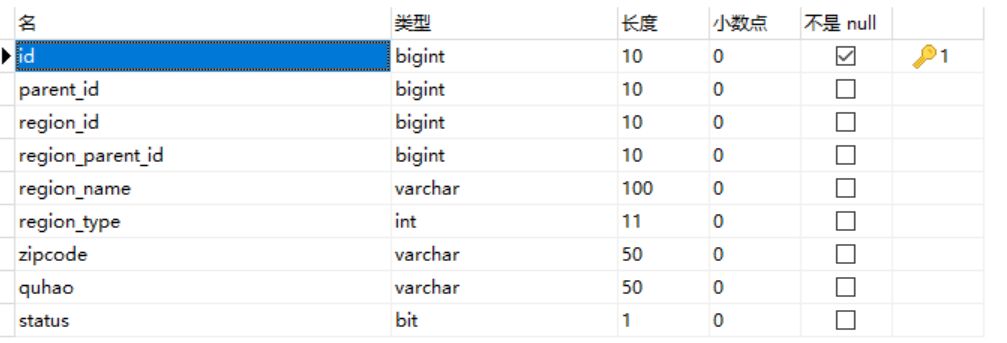 名 类型 长度 小数点 不是 null
id bigint 10 0 1
parent_id bigint 10 0
region_id bigint 10 0
region_parent_id bigint 10 0
region_name varchar 100 0
region_type int 11 0
zipcode varchar 50 0
quhao varchar 50 0
status bit 1 0